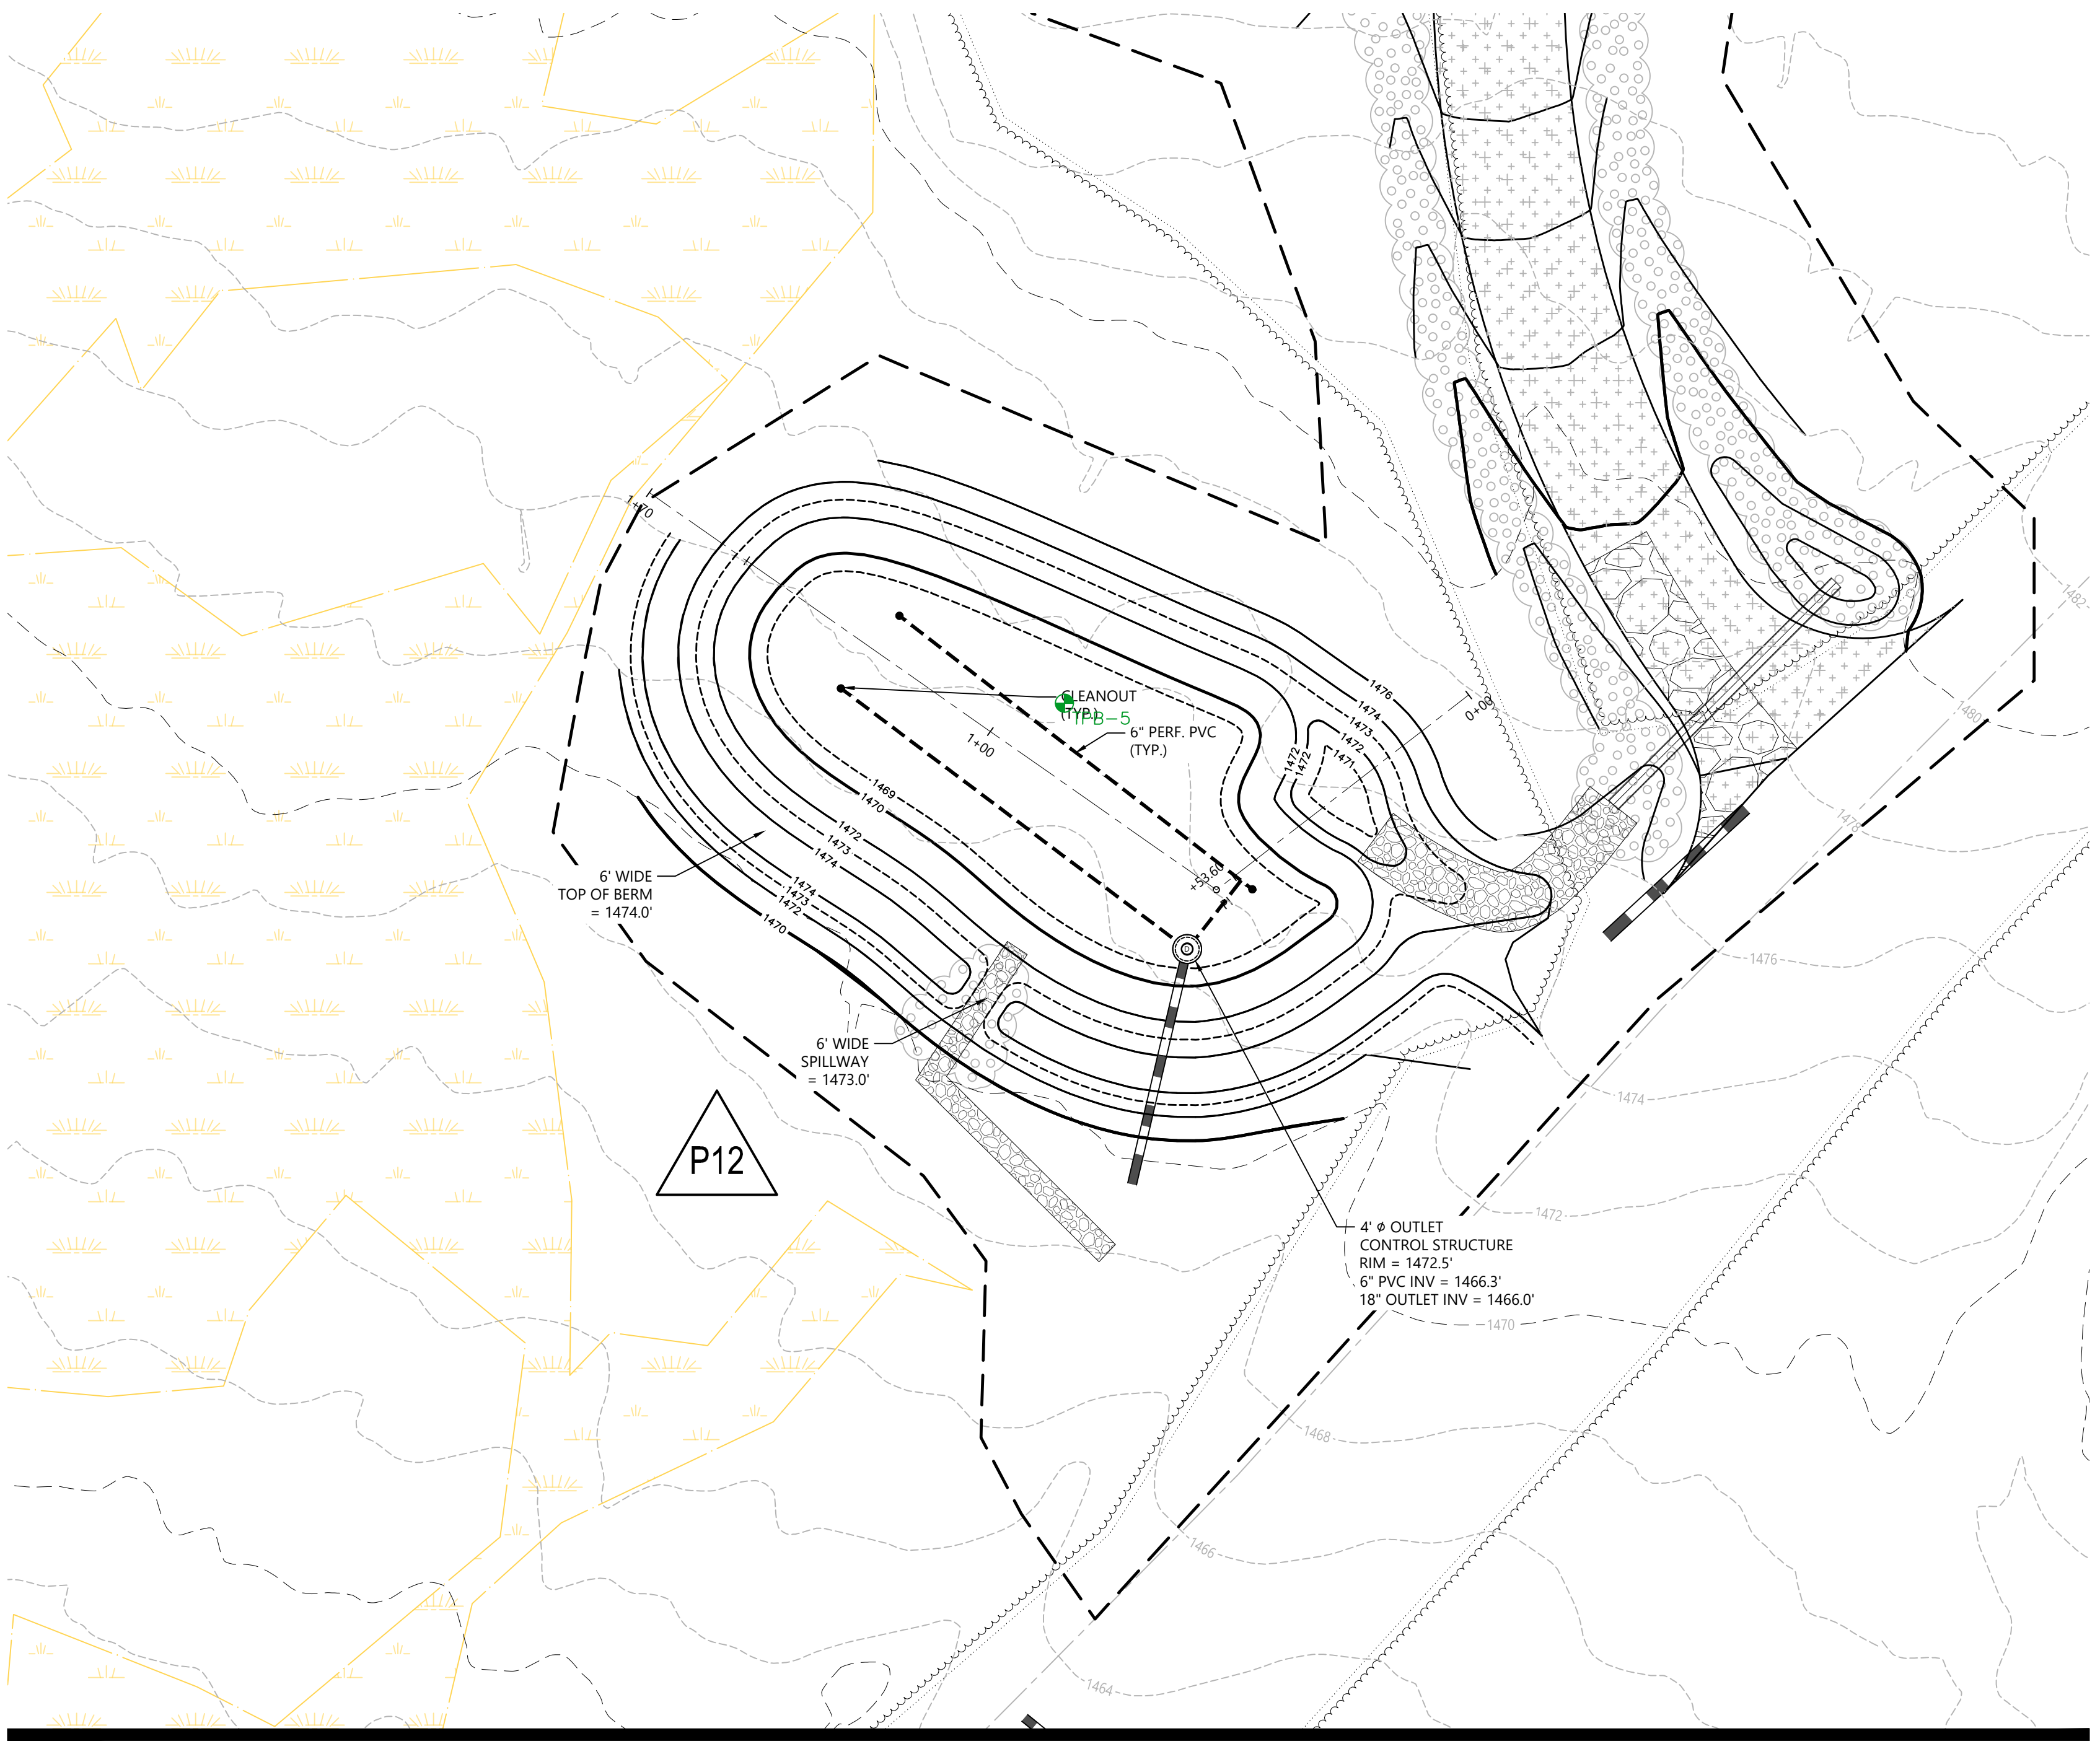 1+70
1482
1480
1478
1476
1474
1472
1470
1468
1466
1464
CLEANOUT
(TYP.)
TPB-5
6" PERF. PVC
(TYP.)
1+00
0+00
+53.60
1476
1474
1473
1472
1471
1472
1472
1469
1470
1472
1473
1474
1474
1473
1472
1470
6' WIDE
TOP OF BERM
= 1474.0'
6' WIDE
SPILLWAY
= 1473.0'
P12
4' ø OUTLET
CONTROL STRUCTURE
RIM = 1472.5'
6" PVC INV = 1466.3'
18" OUTLET INV = 1466.0'